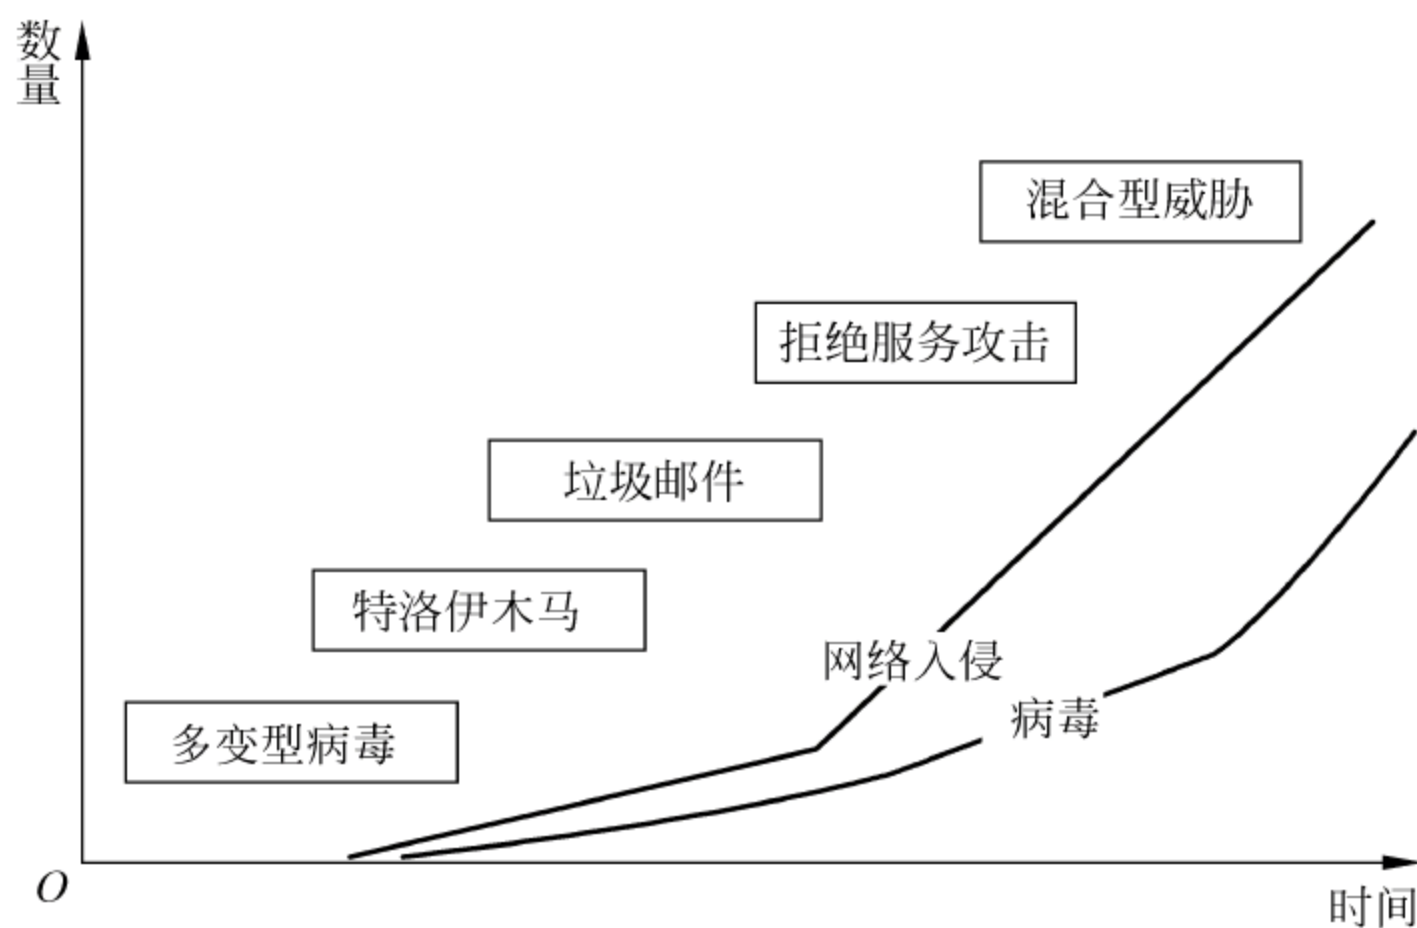 数量
混合型威胁
拒绝服务攻击
垃圾邮件
特洛伊木马
网络入侵
病毒
多变型病毒
O
时间